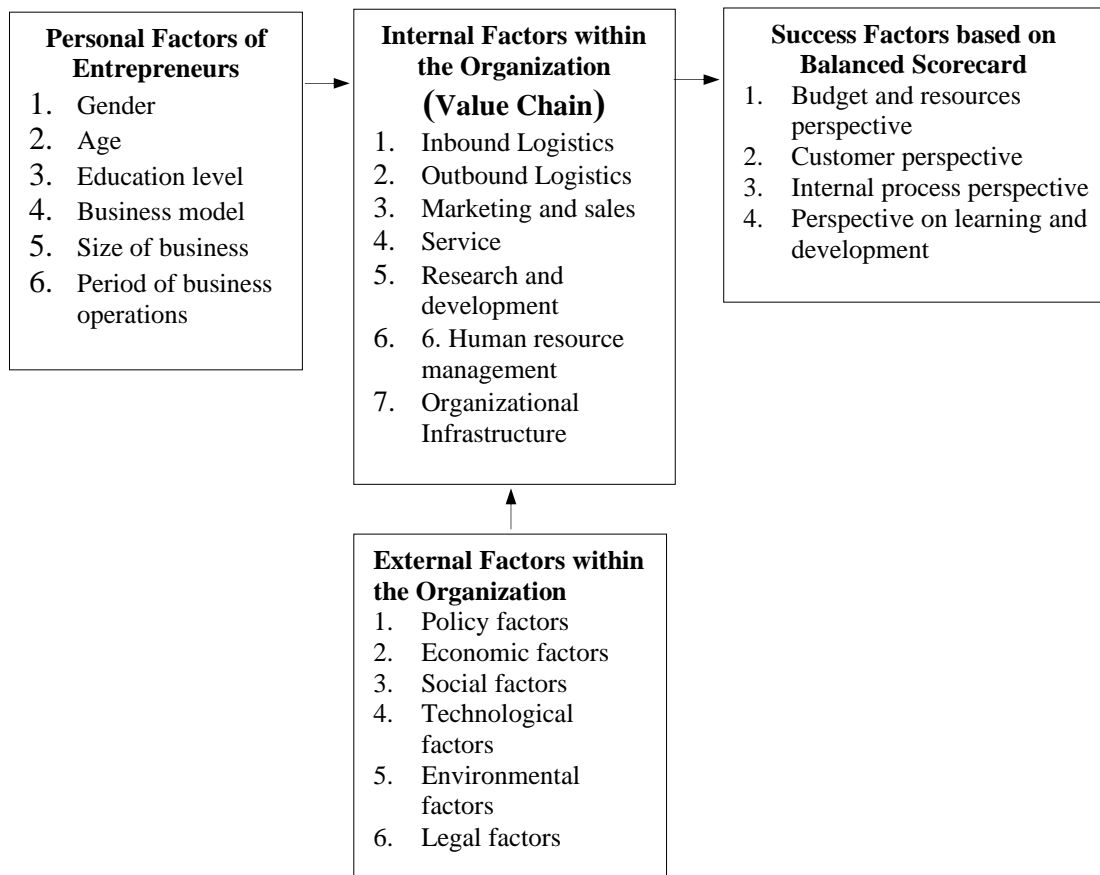 Personal Factors of
Entrepreneurs
1. Gender
2. Age
3. Education level
4. Business model
5. Size of business
6. Period of business
operations
Internal Factors within
the Organization
(Value Chain)
1. Inbound Logistics
2. Outbound Logistics
3. Marketing and sales
4. Service
5. Research and
development
6. 6. Human resource
management
7. Organizational
Infrastructure
Success Factors based on
Balanced Scorecard
1. Budget and resources
perspective
2. Customer perspective
3. Internal process perspective
4. Perspective on learning and
development
External Factors within
the Organization
1. Policy factors
2. Economic factors
3. Social factors
4. Technological
factors
5. Environmental
factors
6. Legal factors